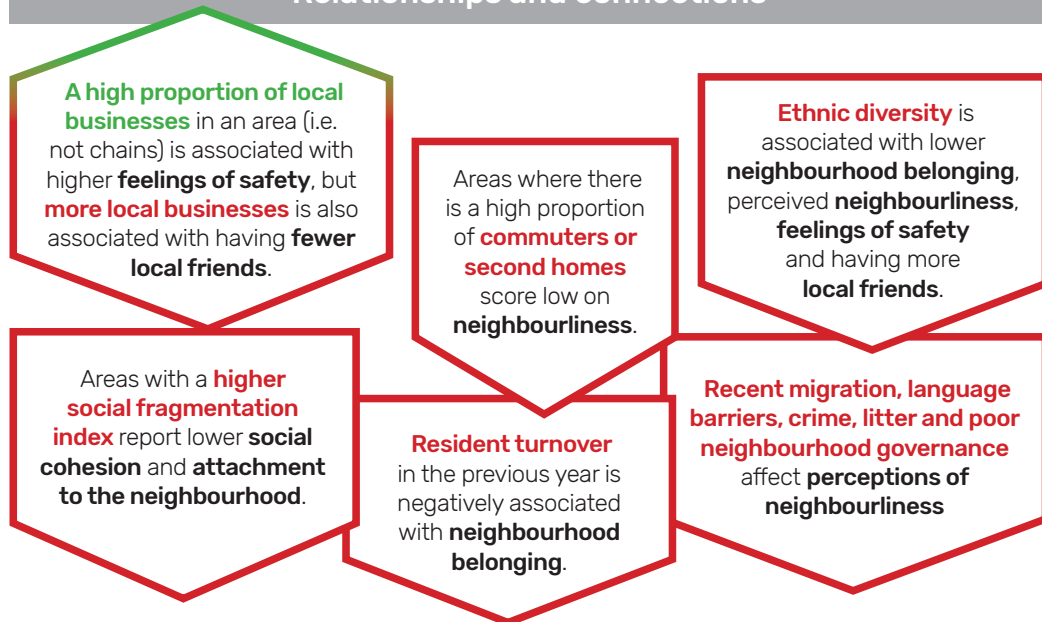 Relationships and connections
A high proportion of local
businesses in an area (i.e.
not chains) is associated with
higher feelings of safety, but
more local businesses is also
associated with having fewer
local friends.
Areas where there
is a high proportion
of commuters or
second homes
score low on
neighbourliness.
Ethnic diversity is
associated with lower
neighbourhood belonging,
perceived neighbourliness,
feelings of safety
and having more
local friends.
Areas with a higher
social fragmentation
index report lower social
cohesion and attachment
to the neighbourhood.
Resident turnover
in the previous year is
negatively associated
with neighbourhood
belonging.
Recent migration, language
barriers, crime, litter and poor
neighbourhood governance
affect perceptions of
neighbourliness